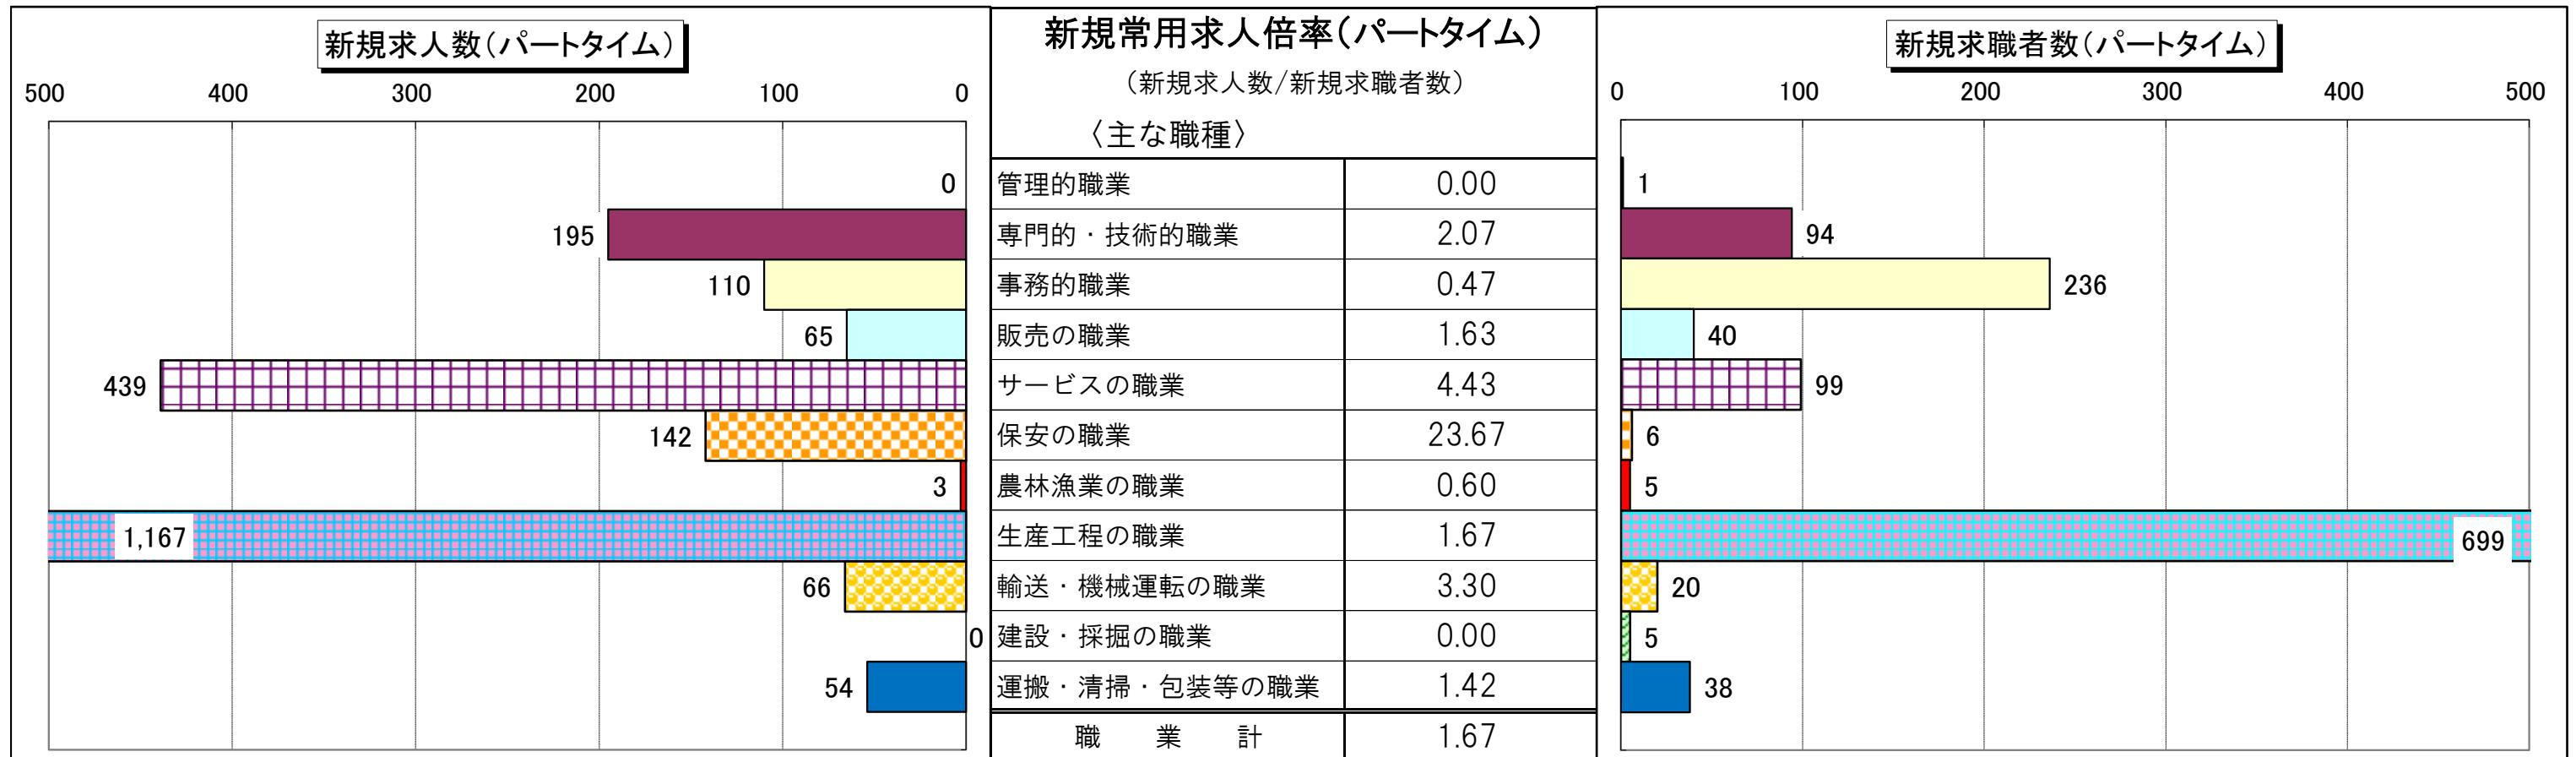 新規求人数(パートタイム)
500 400 300 200 100 0
0
195
110
65
439
142
3
1,167
66
0
54
新規常用求人倍率(パートタイム)
(新規求人数/新規求職者数)
〈主な職種〉
管理的職業 0.00
専門的・技術的職業 2.07
事務的職業 0.47
販売の職業 1.63
サービスの職業 4.43
保安の職業 23.67
農林漁業の職業 0.60
生産工程の職業 1.67
輸送・機械運転の職業 3.30
建設・採掘の職業 0.00
運搬・清掃・包装等の職業 1.42
職 業 計 1.67
新規求職者数(パートタイム)
0 100 200 300 400 500
1
94
236
40
99
6
5
699
20
5
38